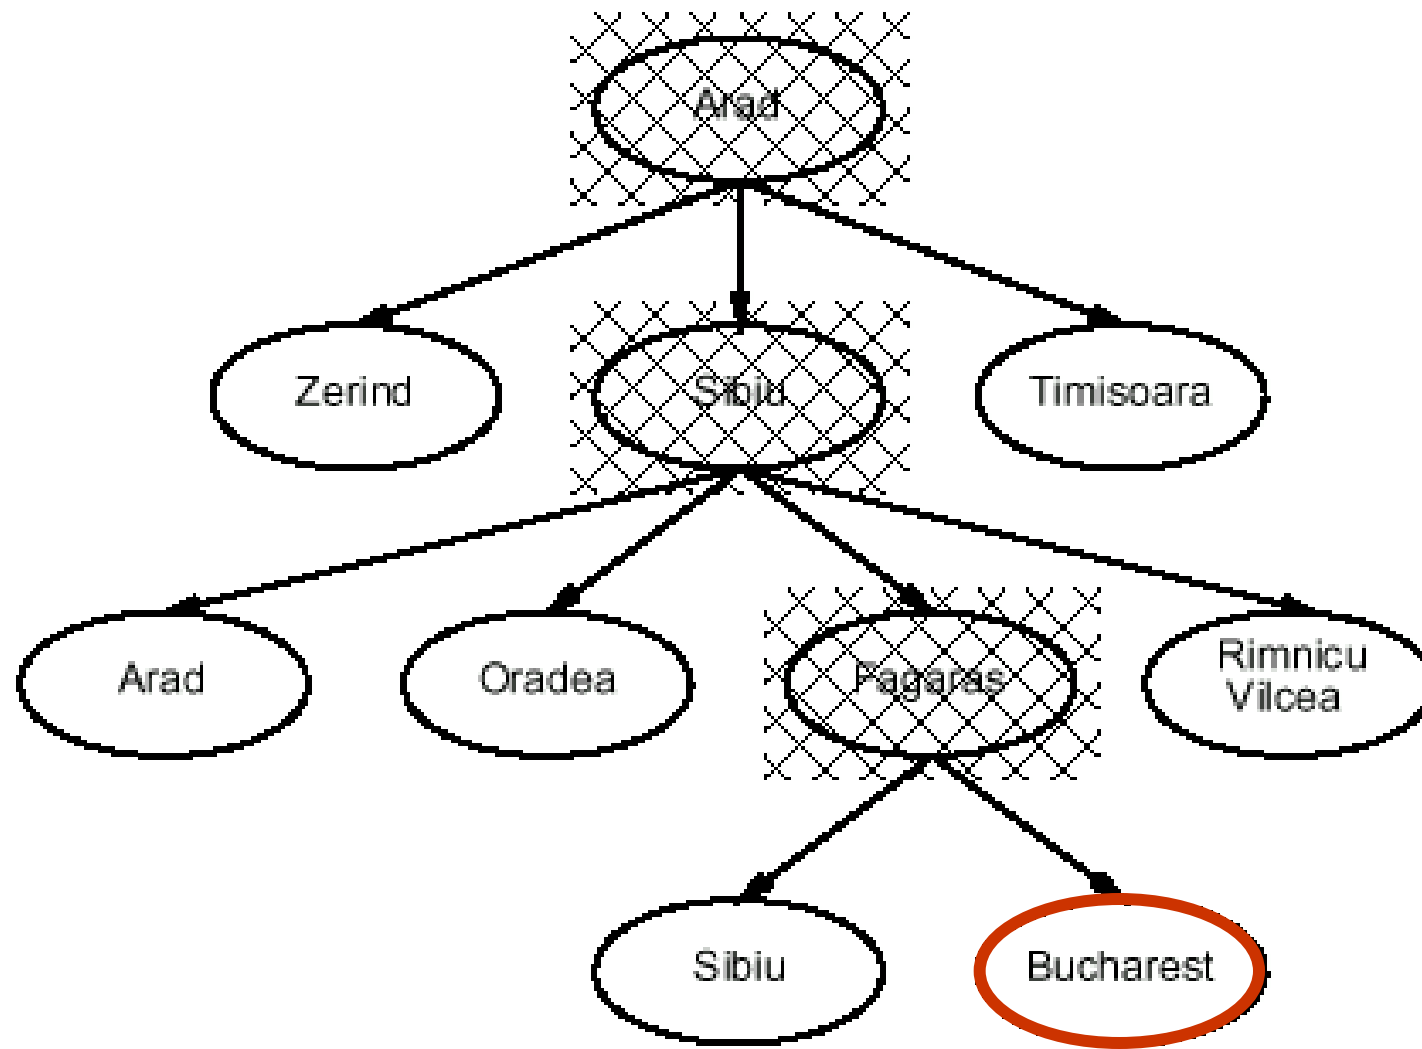 Arad
Zerind
Sibiu
Timisoara
Arad
Oradea
Fagaras
Rimnicu
Vilcea
Sibiu
Bucharest